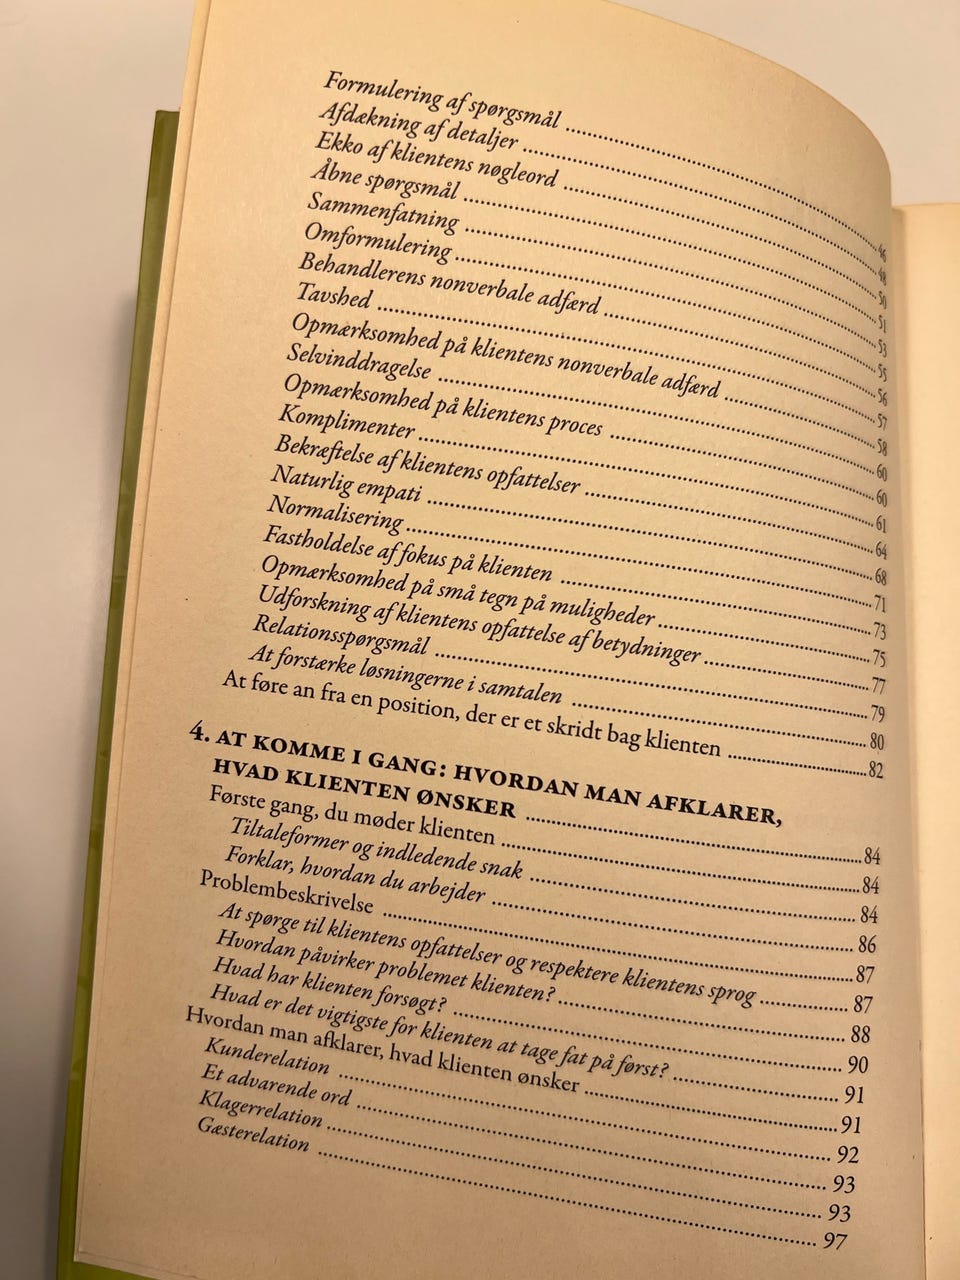 Formulering af spørgsmål ........ 46
Afdækning af detaljer ........ 48
Ekko af klientens nøgleord ........ 50
Åbne spørgsmål ........ 51
Sammenfatning ........ 53
Omformulering ........ 55
Behandlerens nonverbale adfærd ........ 56
Tavshed ........ 57
Opmærksomhed på klientens nonverbale adfærd ........ 58
Selvinddragelse ........ 60
Opmærksomhed på klientens proces ........ 60
Komplimenter ........ 61
Bekræftelse af klientens opfattelser ........ 64
Naturlig empati ........ 68
Normalisering ........ 71
Fastholdelse af fokus på klienten ........ 73
Opmærksomhed på små tegn på muligheder ........ 75
Udforskning af klientens opfattelse af betydninger ........ 77
Relationsspørgsmål ........ 79
At forstærke løsningerne i samtalen ........ 80
At føre an fra en position, der er et skridt bag klienten ........ 82
4. AT KOMME I GANG: HVORDAN MAN AFKLARER,
HVAD KLIENTEN ØNSKER ........ 84
Første gang, du møder klienten ........ 84
Tiltaleformer og indledende snak ........ 84
Forklar, hvordan du arbejder ........ 86
Problembeskrivelse ........ 87
At spørge til klientens opfattelser og respektere klientens sprog ........ 87
Hvordan påvirker problemet klienten? ........ 88
Hvad har klienten forsøgt? ........ 90
Hvad er det vigtigste for klienten at tage fat på først? ........ 91
Hvordan man afklarer, hvad klienten ønsker ........ 91
Kunderelation ........ 92
Et advarende ord ........ 93
Klagerrelation ........ 93
Gæsterelation ........ 97